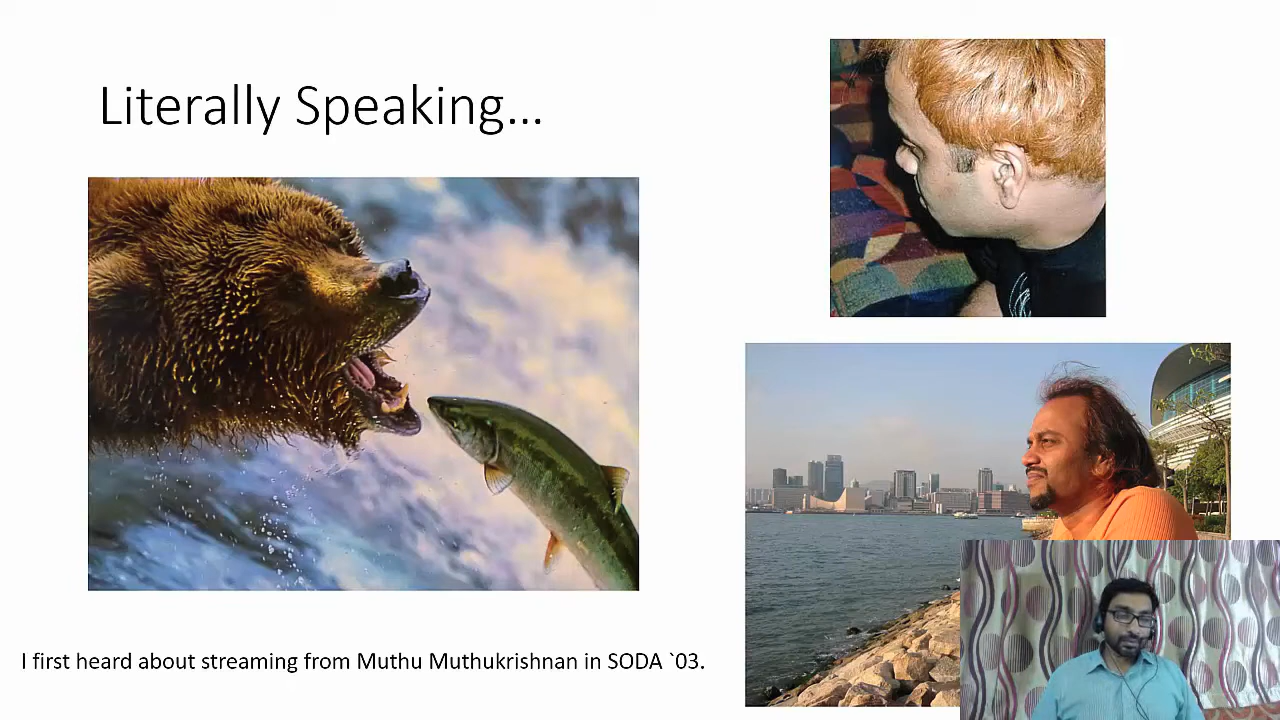 Literally Speaking...
I first heard about streaming from Muthu Muthukrishnan in SODA `03.